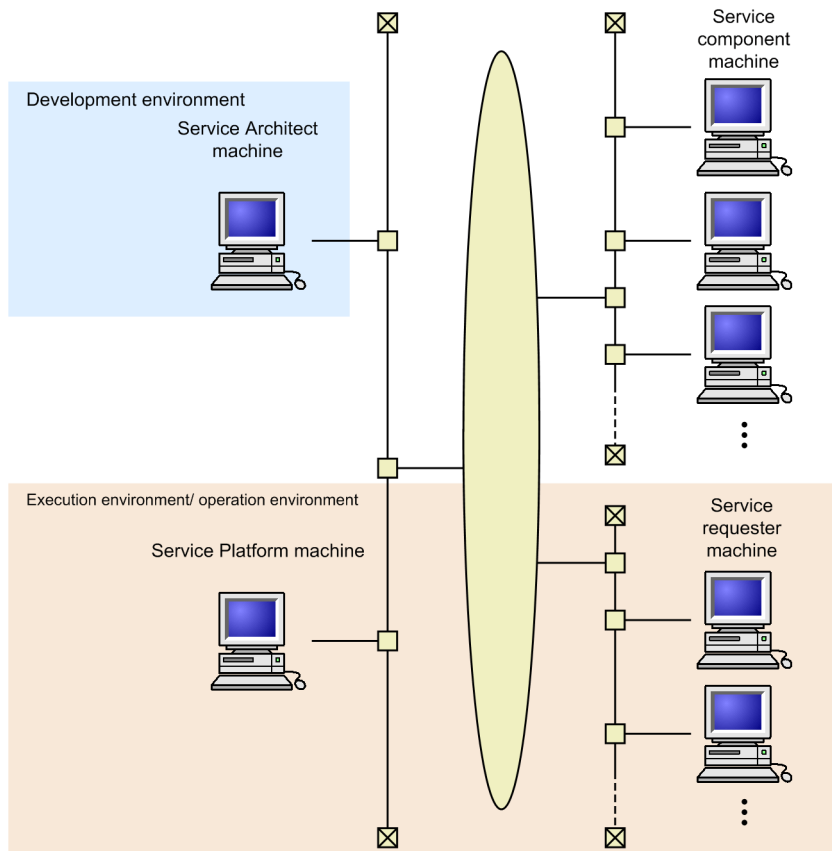 Service
component
machine
Development environment
Service Architect
machine
Execution environment/ operation environment
Service Platform machine
Service
requester
machine